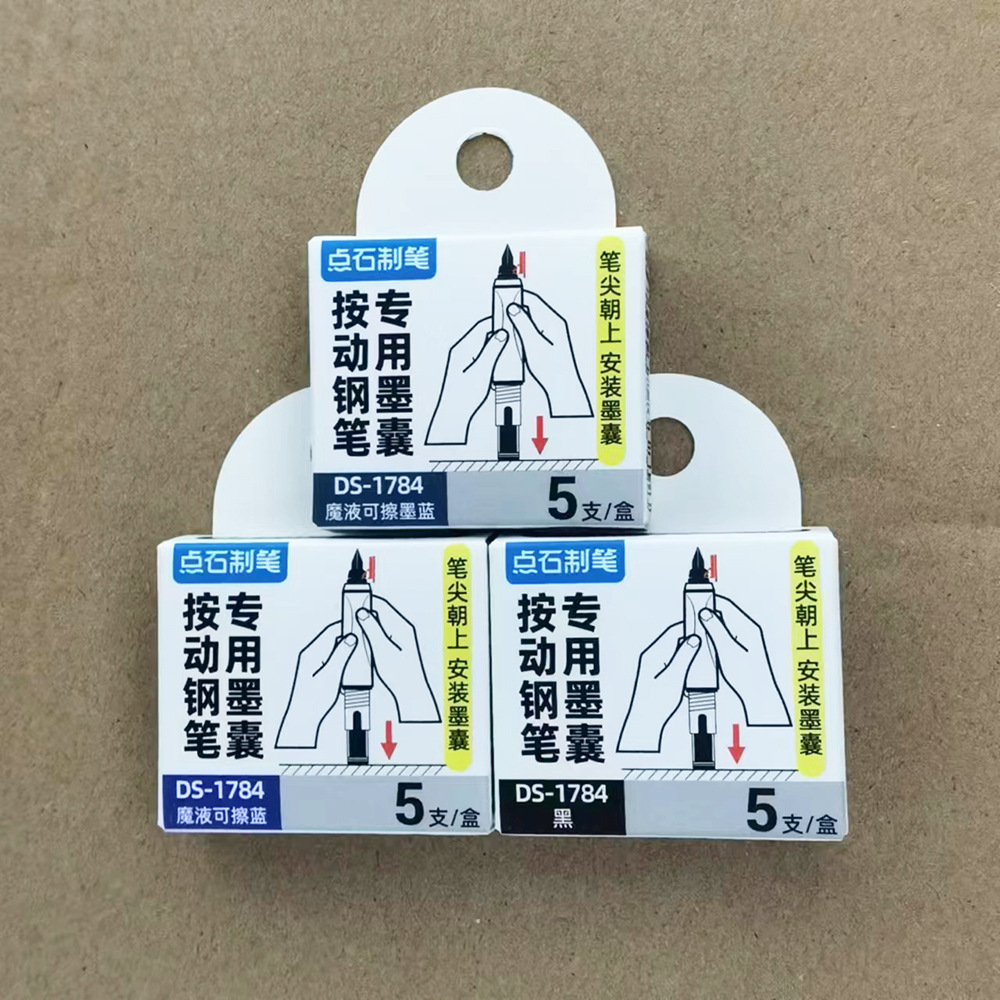 点石制笔
按动钢笔
专用墨囊
笔尖朝上 安装墨囊
DS-1784
魔液可擦墨蓝
5支/盒
点石制笔
按动钢笔
专用墨囊
笔尖朝上 安装墨囊
DS-1784
魔液可擦蓝
5支/盒
点石制笔
按动钢笔
专用墨囊
笔尖朝上 安装墨囊
DS-1784
黑
5支/盒